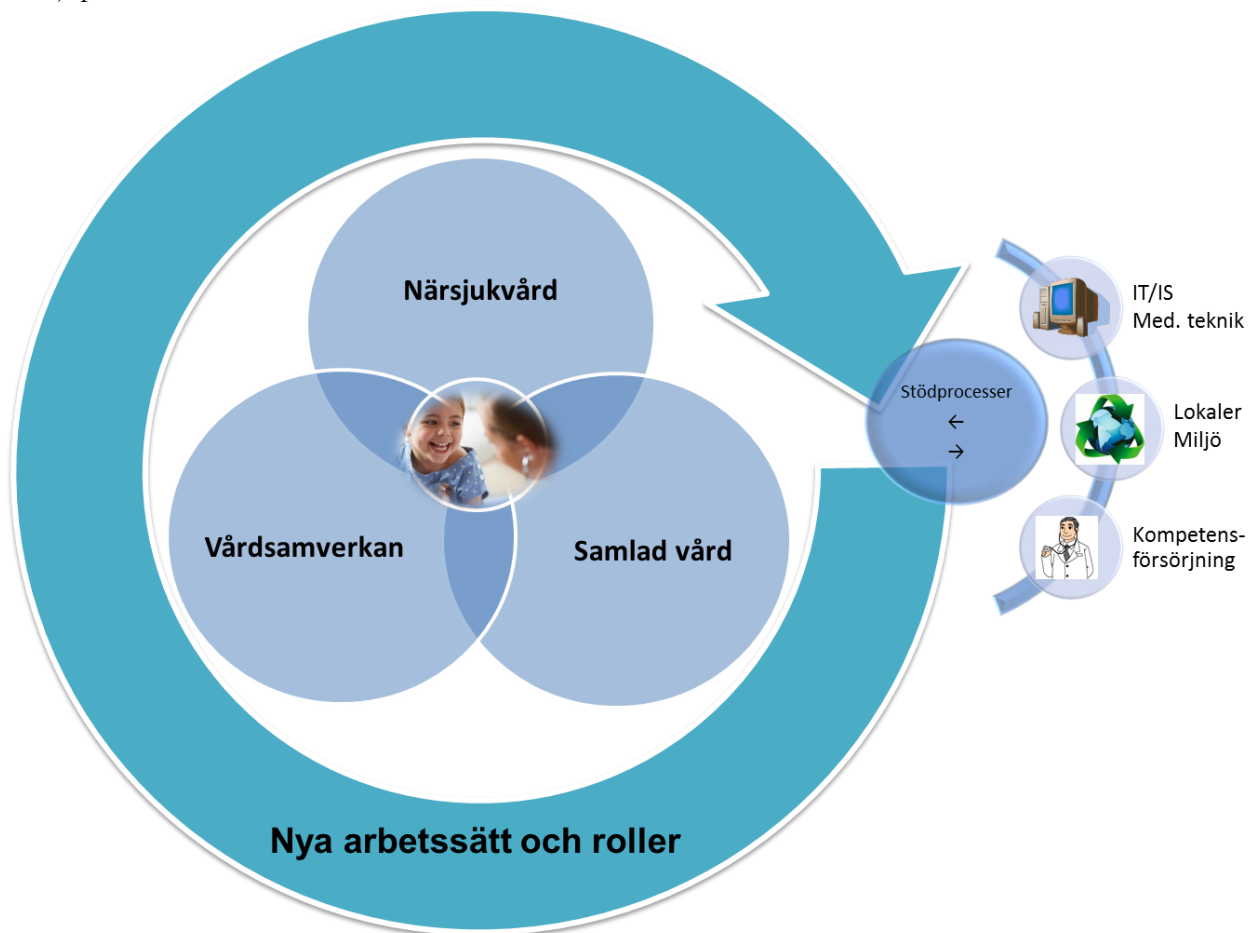 Närsjukvård
Vårdsamverkan
Samlad vård
Nya arbetssätt och roller
Stödprocesser
←
→
IT/IS
Med. teknik
Lokaler
Miljö
Kompetens-
försörjning